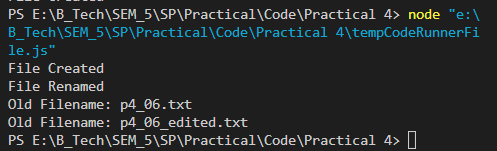 PS E:\B_Tech\SEM_5\SP\Practical\Code\Practical 4> node "e:\
B_Tech\SEM_5\SP\Practical\Code\Practical 4\tempCodeRunnerFi
le.js"
File Created
File Renamed
Old Filename: p4_06.txt
Old Filename: p4_06_edited.txt
PS E:\B_Tech\SEM_5\SP\Practical\Code\Practical 4>